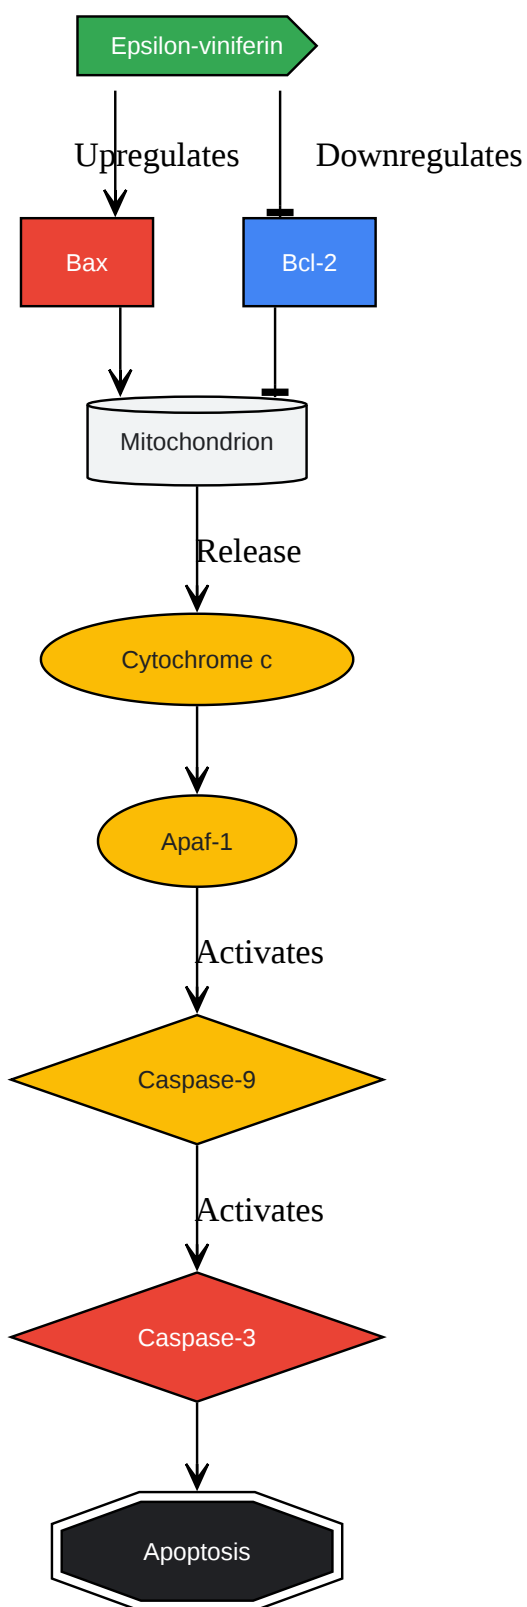 Epsilon-viniferin
Upregulates
Downregulates
Bax
Bcl-2
Mitochondrion
Release
Cytochrome c
Apaf-1
Activates
Caspase-9
Activates
Caspase-3
Apoptosis